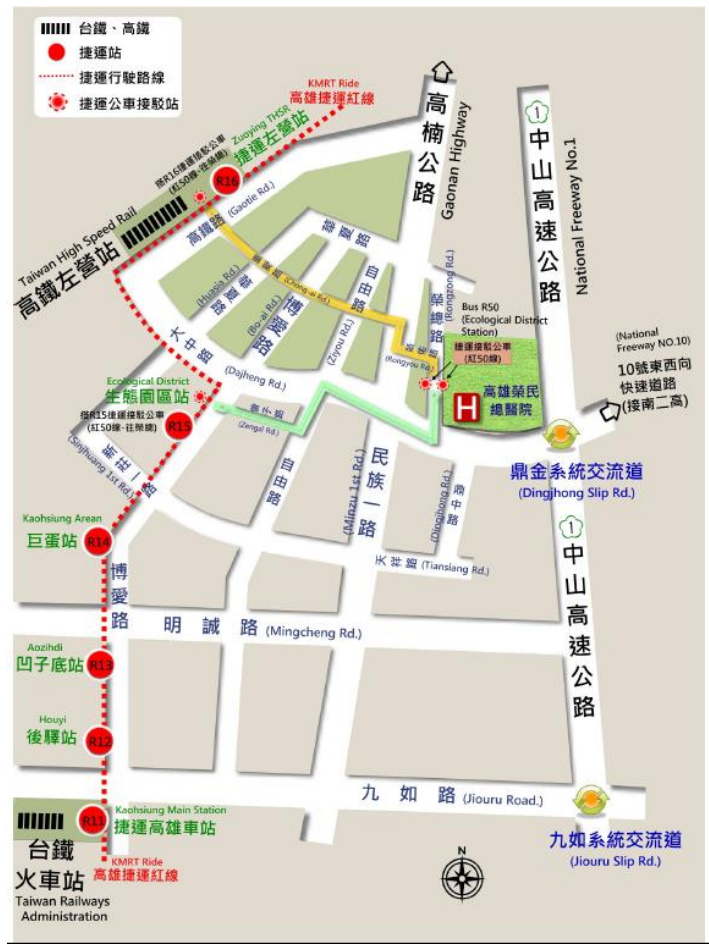 台鐵、高鐵
捷運站
捷運行駛路線
捷運公車接駁站
KMRT Ride
高雄捷運紅線
Zuoying THSR
捷運左營站
搭R16捷運接駁公車
(紅50線-往榮總)
R16
Taiwan High Speed Rail
高鐵左營站
高鐵路
(Gaotie Rd.)
高楠公路
Gaonan Highway
1
中山高速公路
National Freeway No.1
華夏路
(Huaxia Rd.)
華夏路
(Chong-ai Rd.)
博愛路
(Bo-ai Rd.)
自由路
(Ziyou Rd.)
榮總路
(Rongzong Rd.)
(Rongyou Rd.)
Bus R50
(Ecological District
Station)
捷運接駁公車
(紅50線)
H
高雄榮民
總醫院
(National
Freeway NO.10)
10號東西向
快速道路
(接南二高)
大中路
(Dajheng Rd.)
Ecological District
生態園區站
搭R15捷運接駁公車
(紅50線-往榮總)
R15
(Zengzi Rd.)
新莊一路
(Sinjhuang 1st Rd.)
自由路
民族一路
(Minzu 1st Rd.)
鼎中路
(Dingjhong Rd.)
鼎金系統交流道
(Dingjhong Slip Rd.)
Kaohsiung Arean
巨蛋站
R14
天祥路 (Tiansiang Rd.)
1
中山高速公路
博愛路
明誠路 (Mingcheng Rd.)
Aozihdi
凹子底站
R13
Houyi
後驛站
R12
九如路 (Jiouru Road.)
R11
Kaohsiung Main Station
捷運高雄車站
九如系統交流道
(Jiouru Slip Rd.)
台鐵
火車站
Taiwan Railways
Administration
KMRT Ride
高雄捷運紅線
N